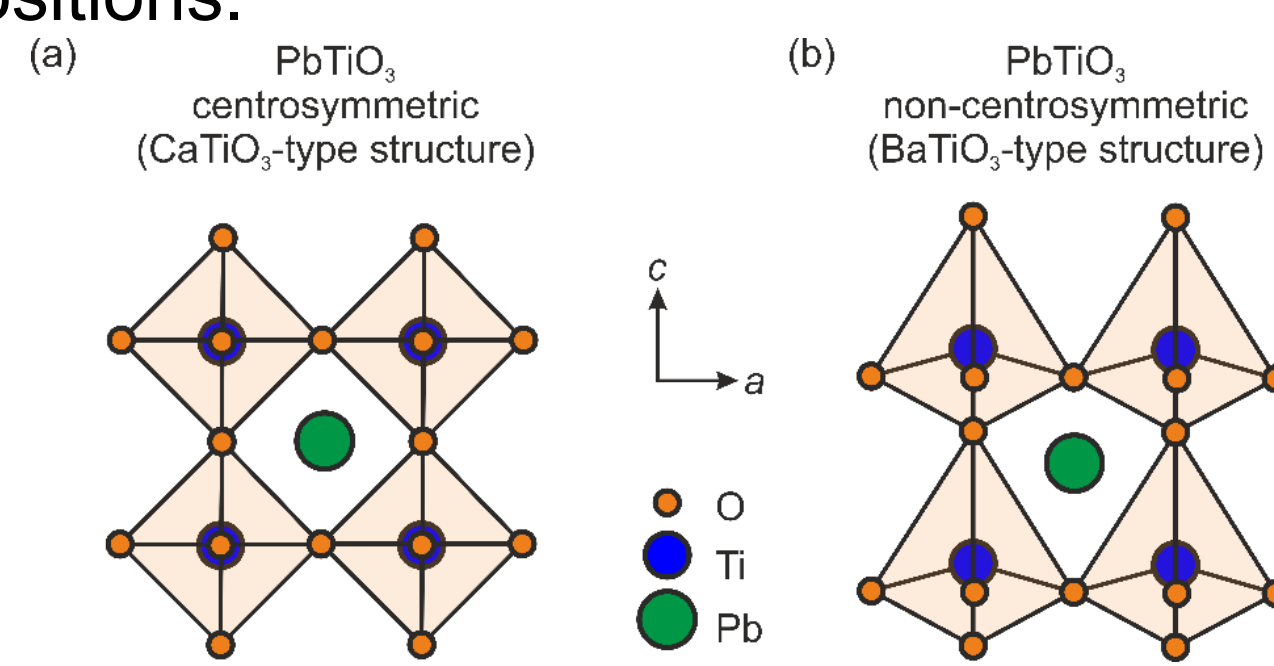 (a)
PbTiO₃
centrosymmetric
(CaTiO₃-type structure)
(b)
PbTiO₃
non-centrosymmetric
(BaTiO₃-type structure)
c
a
O
Ti
Pb